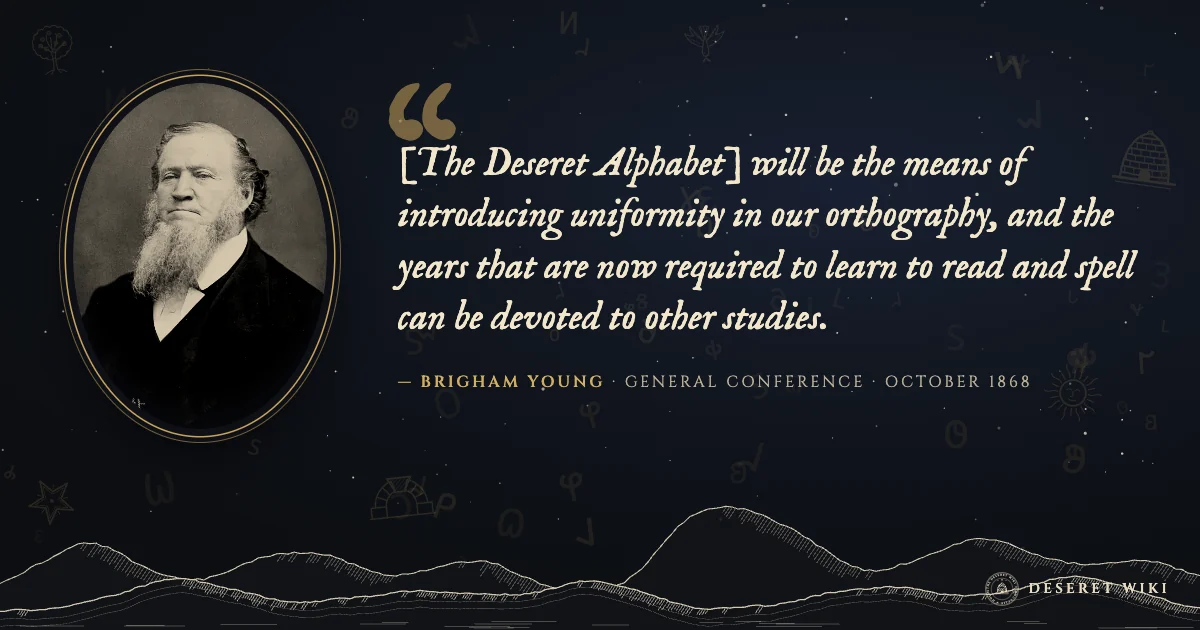 “
[The Deseret Alphabet] will be the means of
introducing uniformity in our orthography, and the
years that are now required to learn to read and spell
can be devoted to other studies.
— BRIGHAM YOUNG · GENERAL CONFERENCE · OCTOBER 1868
DESERET WIKI